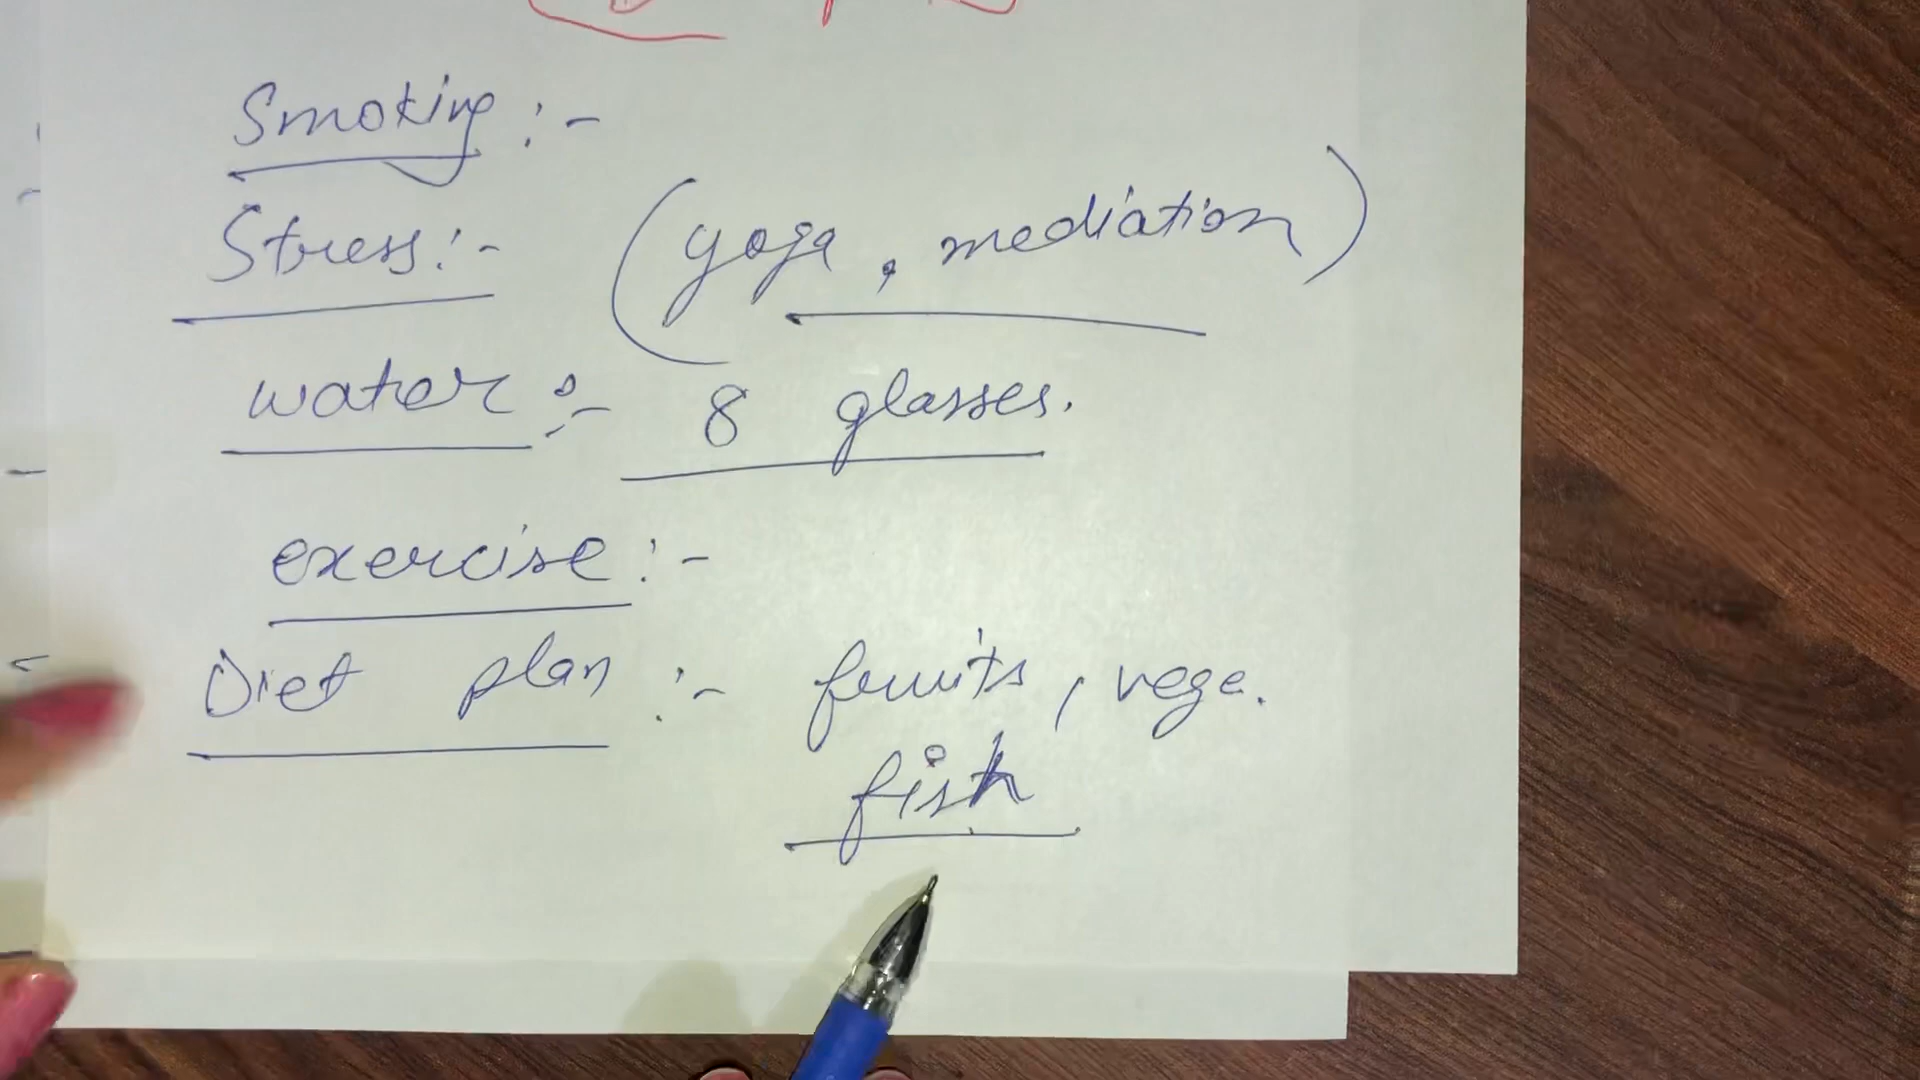 Smoking :-
Stress :- (yoga, mediation)
water :- 8 glasses.
exercise :-
Diet plan :- fruits, vege.
fish